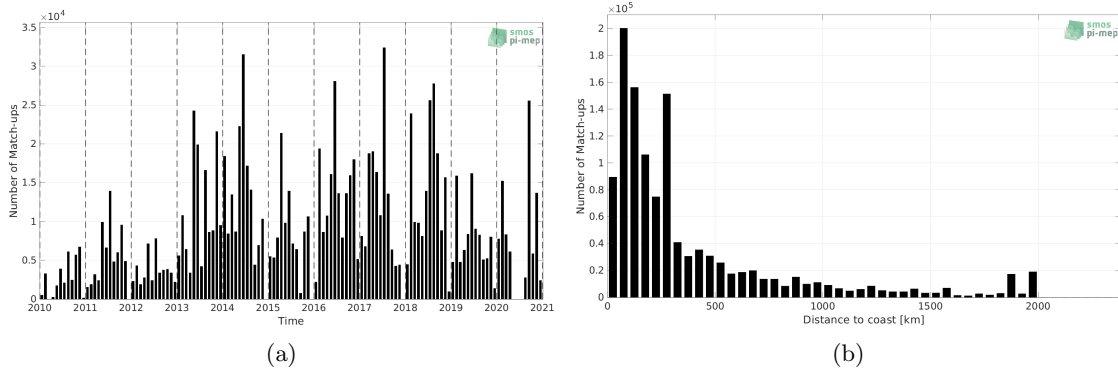 ×10⁴
3.5
3
2.5
2
1.5
1
0.5
0
Number of Match-ups
2010 2011 2012 2013 2014 2015 2016 2017 2018 2019 2020 2021
Time
smos
pi-mep
(a)
×10⁵
2
1.8
1.6
1.4
1.2
1
0.8
0.6
0.4
0.2
0
Number of Match-ups
0 500 1000 1500 2000
Distance to coast [km]
smos
pi-mep
(b)